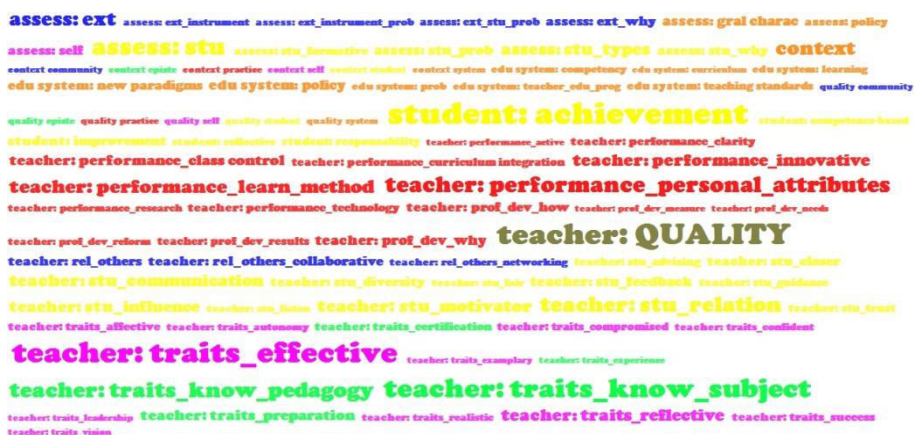 assess: ext assess: ext_instrument assess: ext_instrument_prob assess: ext_stu_prob assess: ext_why assess: gral charac assess: policy
assess: self assess: stu assess: stu_formative assess: stu_prob assess: stu_types assess: stu_why context
context community context episte context practice context self context student context system edu system: competency edu system: curriculum edu system: learning
edu system: new paradigms edu system: policy edu system: prob edu system: teacher_edu_prog edu system: teaching standards quality community
quality episte quality practice quality self quality student quality system student: achievement student: competence-based
student: improvement student: reflective student: responsability teacher: performance_active teacher: performance_clarity
teacher: performance_class control teacher: performance_curriculum integration teacher: performance_innovative
teacher: performance_learn_method teacher: performance_personal_attributes
teacher: performance_research teacher: performance_technology teacher: prof_dev_how teacher: prof_dev_measure teacher: prof_dev_needs
teacher: prof_dev_reform teacher: prof_dev_results teacher: prof_dev_why teacher: QUALITY
teacher: rel_others teacher: rel_others_collaborative teacher: rel_others_networking teacher: stu_advising teacher: stu_closer
teacher: stu_communication teacher: stu_diversity teacher: stu_fair teacher: stu_feedback teacher: stu_guidance
teacher: stu_influence teacher: stu_listen teacher: stu_motivator teacher: stu_relation teacher: stu_trust
teacher: traits_affective teacher: traits_autonomy teacher: traits_certification teacher: traits_compromised teacher: traits_confident
teacher: traits_effective teacher: traits_examplary teacher: traits_experience
teacher: traits_know_pedagogy teacher: traits_know_subject
teacher: traits_leadership teacher: traits_preparation teacher: traits_realistic teacher: traits_reflective teacher: traits_success
teacher: traits_vision